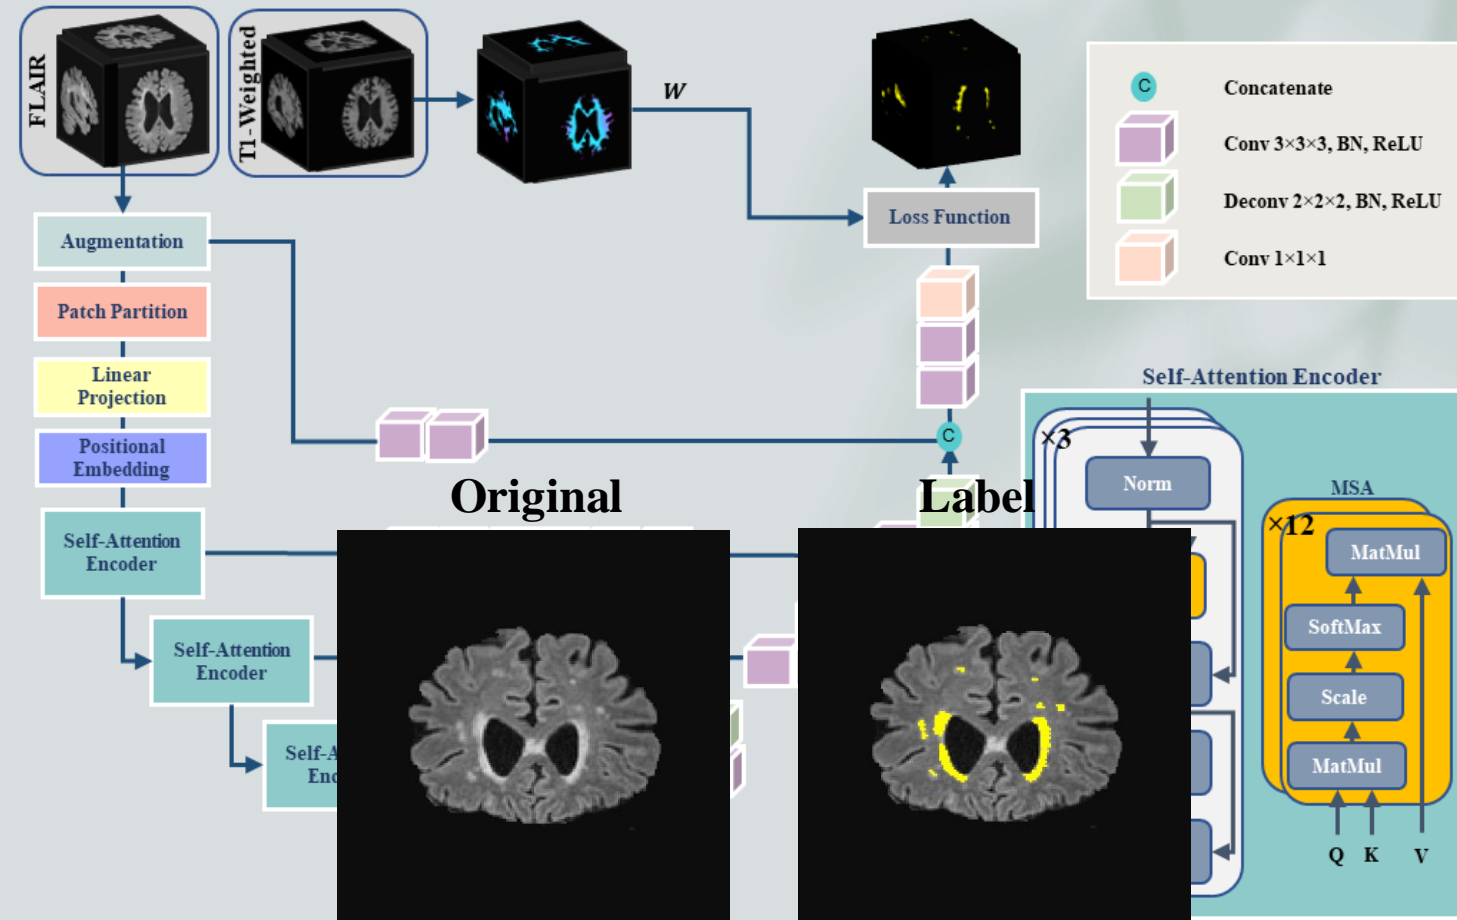 FLAIR
T1-Weighted
W
Augmentation
Patch Partition
Linear
Projection
Positional
Embedding
Self-Attention
Encoder
Self-Attention
Encoder
Loss Function
C
C
Concatenate
Conv 3×3×3, BN, ReLU
Deconv 2×2×2, BN, ReLU
Conv 1×1×1
Original
Label
Self-Attention Encoder
×3
Norm
MSA
×12
MatMul
SoftMax
Scale
MatMul
Q K V